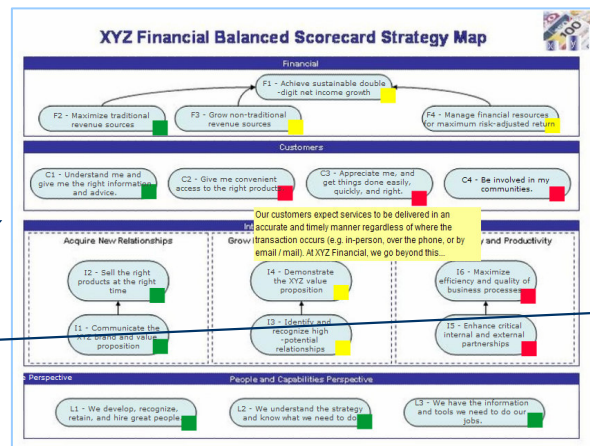 XYZ Financial Balanced Scorecard Strategy Map
100
Financial
F1 - Achieve sustainable double
-digit net income growth
F2 - Maximize traditional
revenue sources
F3 - Grow non-traditional
revenue sources
F4 - Manage financial resources
for maximum risk-adjusted return
Customers
C1 - Understand me and
give me the right information
and advice.
C2 - Give me convenient
access to the right products
C3 - Appreciate me, and
get things done easily,
quickly, and right.
C4 - Be involved in my
communities.
Our customers expect services to be delivered in an
accurate and timely manner regardless of where the
transaction occurs (e.g. in-person, over the phone, or by
email / mail). At XYZ Financial, we go beyond this...
Acquire New Relationships
and Productivity
I2 - Sell the right
products at the right
time
I4 - Demonstrate
the XYZ value
proposition
I6 - Maximize
efficiency and quality of
business processes
I1 - Communicate the
XYZ brand and value
proposition
I3 - Identify and
recognize high
-potential
relationships
I5 - Enhance critical
internal and external
partnerships
Perspective
People and Capabilities Perspective
L1 - We develop, recognize,
retain, and hire great people.
L2 - We understand the strategy
and know what we need to do
L3 - We have the information
and tools we need to do our
jobs.